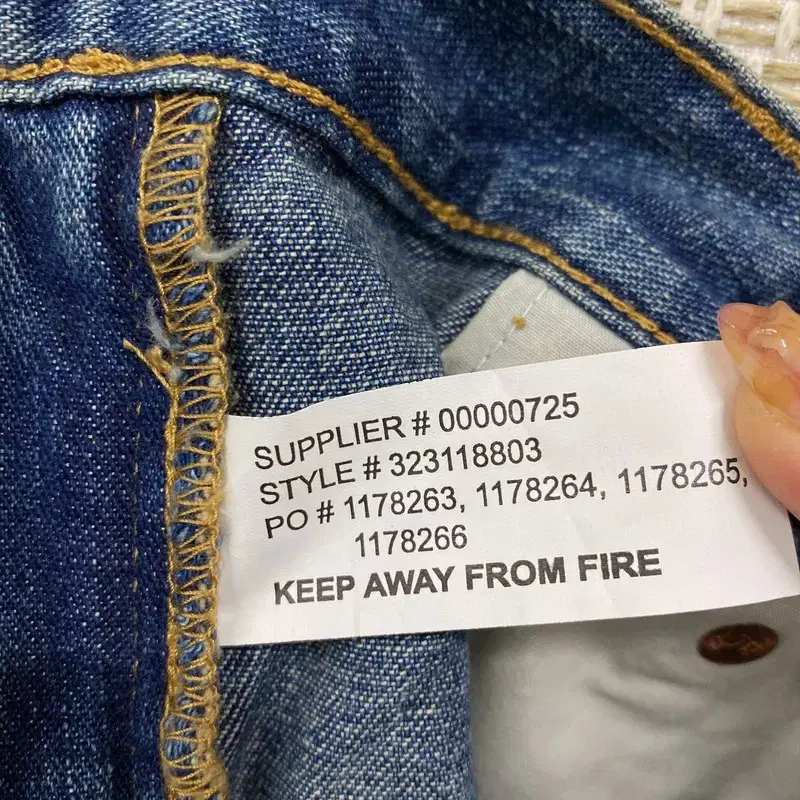 SUPPLIER # 00000725
STYLE # 323118803
PO # 1178263, 1178264, 1178265,
1178266
KEEP AWAY FROM FIRE